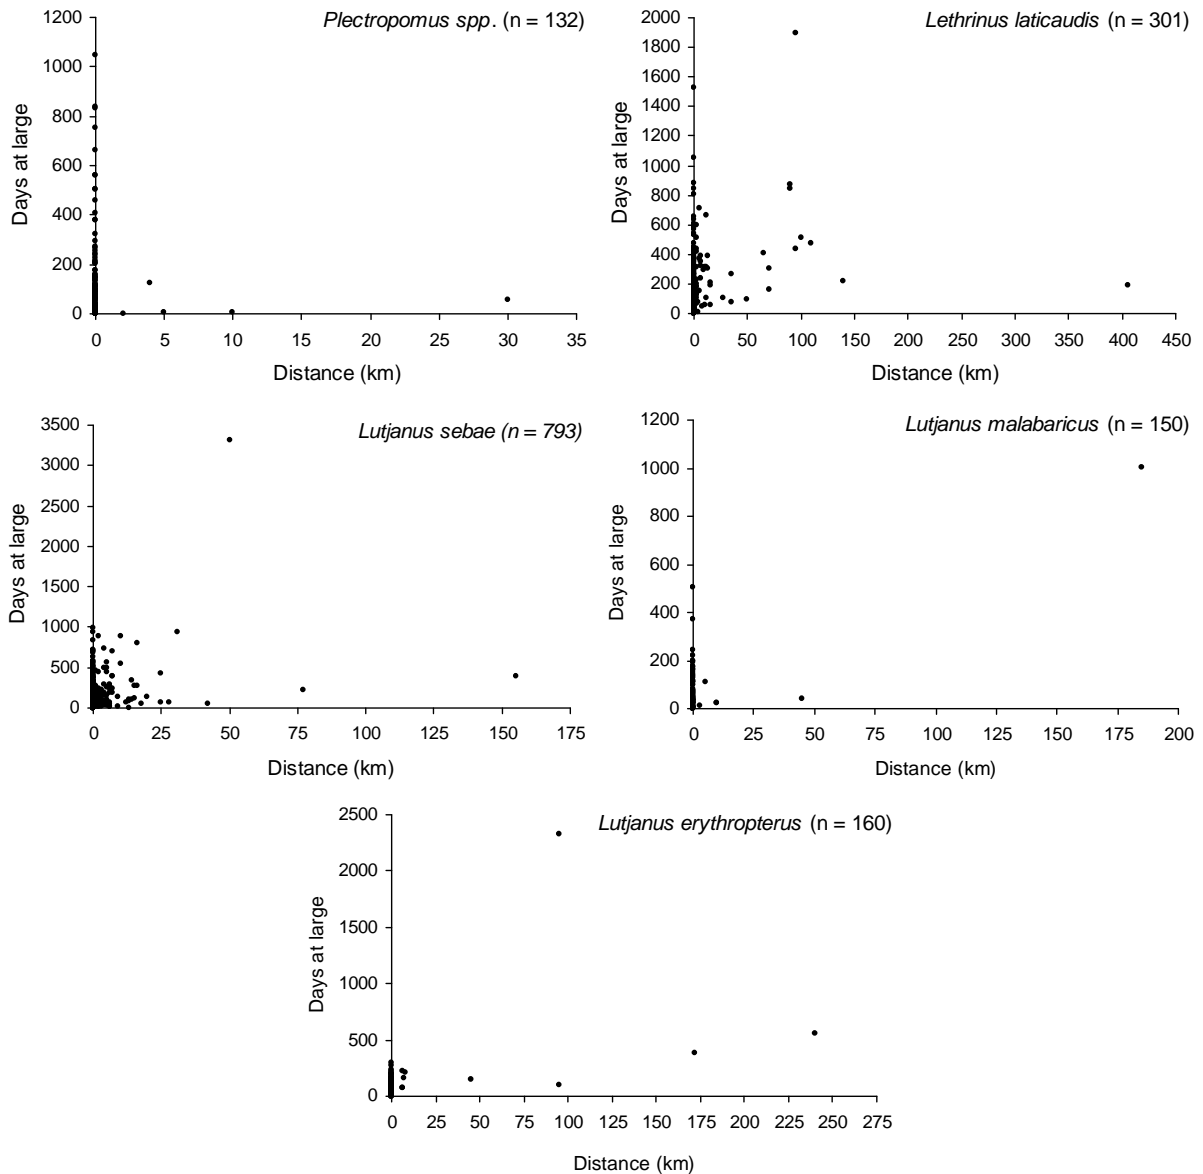 Plectropomus spp. (n = 132)
Days at large
1200
1000
800
600
400
200
0
0 5 10 15 20 25 30 35
Distance (km)
Lethrinus laticaudis (n = 301)
Days at large
2000
1800
1600
1400
1200
1000
800
600
400
200
0
0 50 100 150 200 250 300 350 400 450
Distance (km)
Lutjanus sebae (n = 793)
Days at large
3500
3000
2500
2000
1500
1000
500
0
0 25 50 75 100 125 150 175
Distance (km)
Lutjanus malabaricus (n = 150)
Days at large
1200
1000
800
600
400
200
0
0 25 50 75 100 125 150 175 200
Distance (km)
Lutjanus erythropterus (n = 160)
Days at large
2500
2000
1500
1000
500
0
0 25 50 75 100 125 150 175 200 225 250 275
Distance (km)